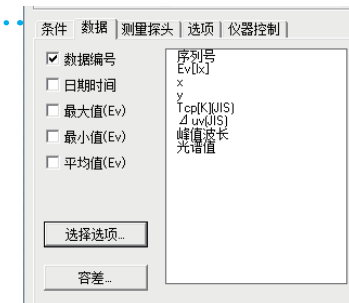 条件 数据 测量探头 选项 仪器控制
数据编号
日期时间
最大值(Ev)
最小值(Ev)
平均值(Ev)
选择选项...
容差...
序列号
Ev[lx]
x
y
Tcp[K](JIS)
⊿uv(JIS)
峰值波长
光谱值